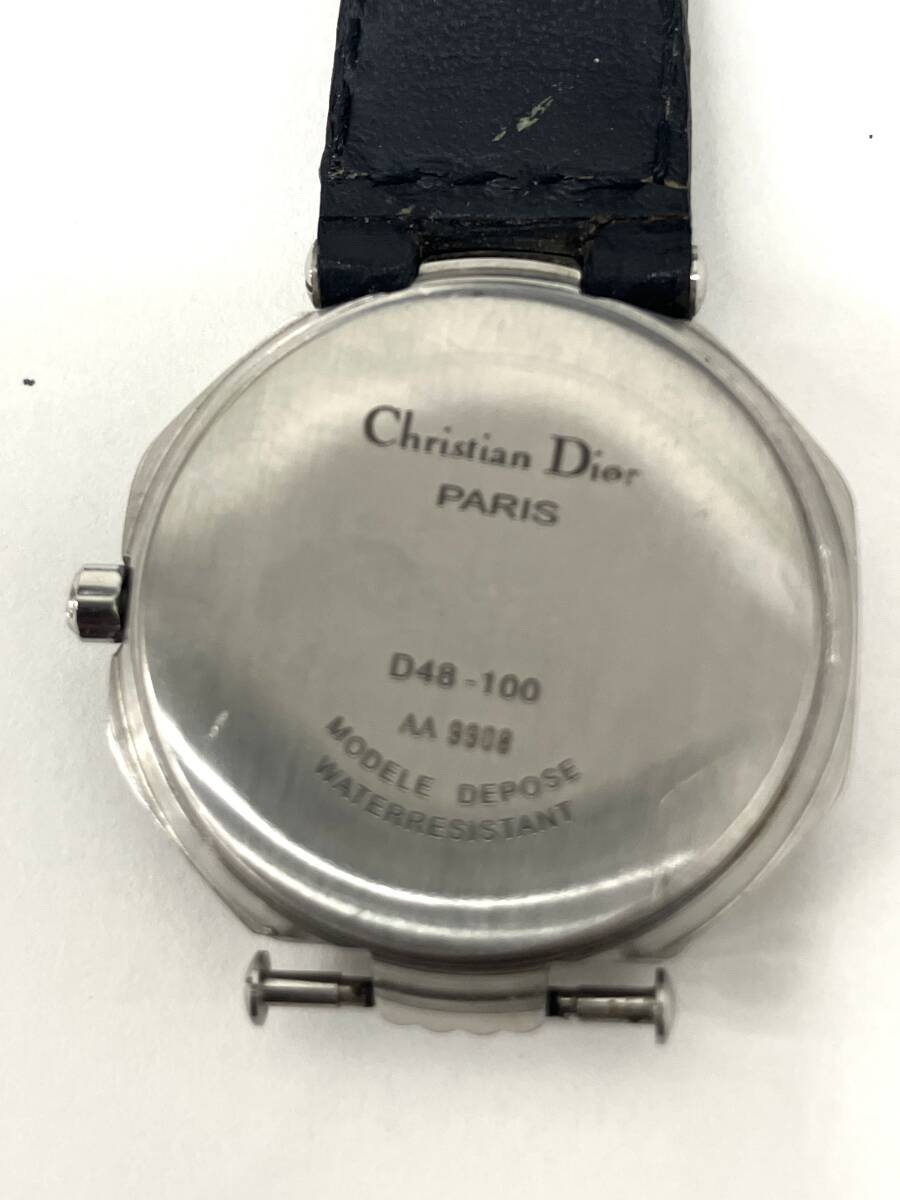 Christian Dior
PARIS
D48-100
AA 9908
MODELE DEPOSE
WATERRESISTANT